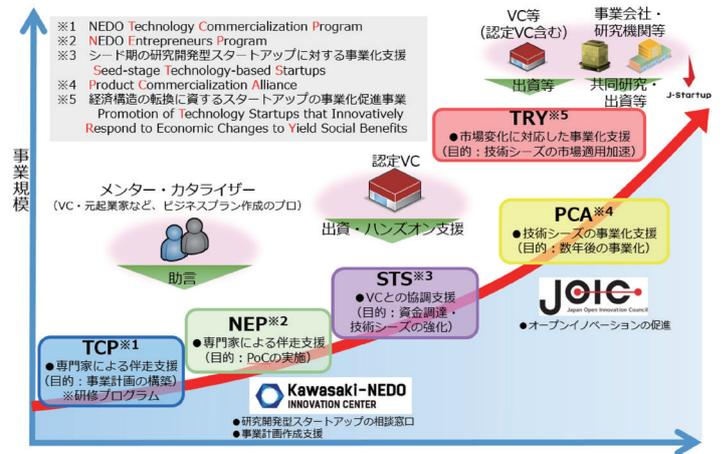 ※1 NEDO Technology Commercialization Program
※2 NEDO Entrepreneurs Program
※3 シード期の研究開発型スタートアップに対する事業化支援
Seed-stage Technology-based Startups
※4 Product Commercialization Alliance
※5 経済構造の転換に資するスタートアップの事業化促進事業
Promotion of Technology Startups that Innovatively
Respond to Economic Changes to Yield Social Benefits
VC等
(認定VC含む)
出資等
事業会社・
研究機関等
共同研究・
出資等
J-Startup
TRY※5
●市場変化に対応した事業化支援
(目的：技術シーズの市場適用加速)
事業規模
メンター・カタライザー
(VC・元起業家など、ビジネスプラン作成のプロ)
助言
認定VC
出資・ハンズオン支援
PCA※4
●技術シーズの事業化支援
(目的：数年後の事業化)
STS※3
●VCとの協調支援
(目的：資金調達・
技術シーズの強化)
JOIC
Japan Open Innovation Council
●オープンイノベーションの促進
NEP※2
●専門家による伴走支援
(目的：PoCの実施)
TCP※1
●専門家による伴走支援
(目的：事業計画の構築)
※研修プログラム
Kawasaki-NEDO
INNOVATION CENTER
●研究開発型スタートアップの相談窓口
●事業計画作成支援